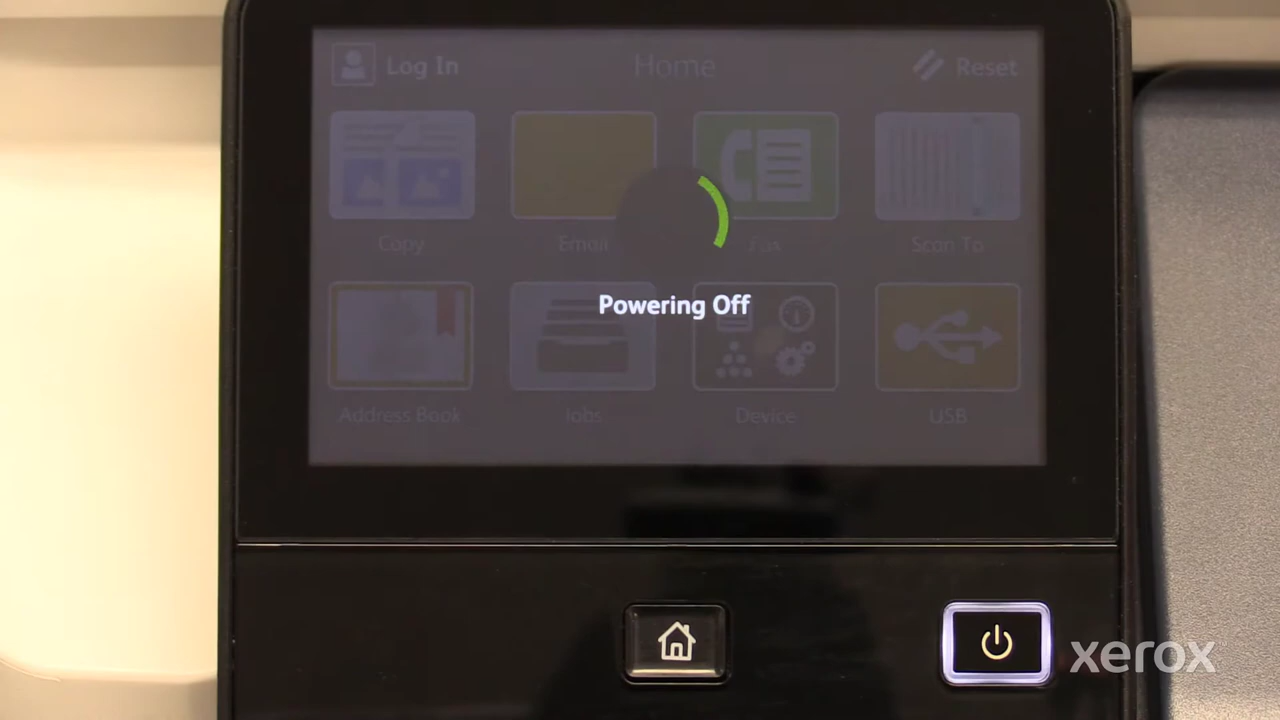 Log In
Home
Reset
Copy
Email
Fax
Scan To
Powering Off
Address Book
Jobs
Device
USB
xerox